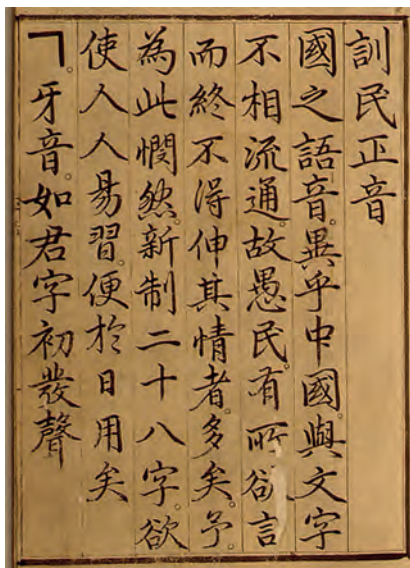 訓民正音
國之語音。異乎中國。與文字
不相流通。故愚民。有所欲言
而終不得伸其情者。多矣。予。
為此憫然。新制二十八字。欲
使人人易習。便於日用矣
ㄱ。牙音。如君字初發聲